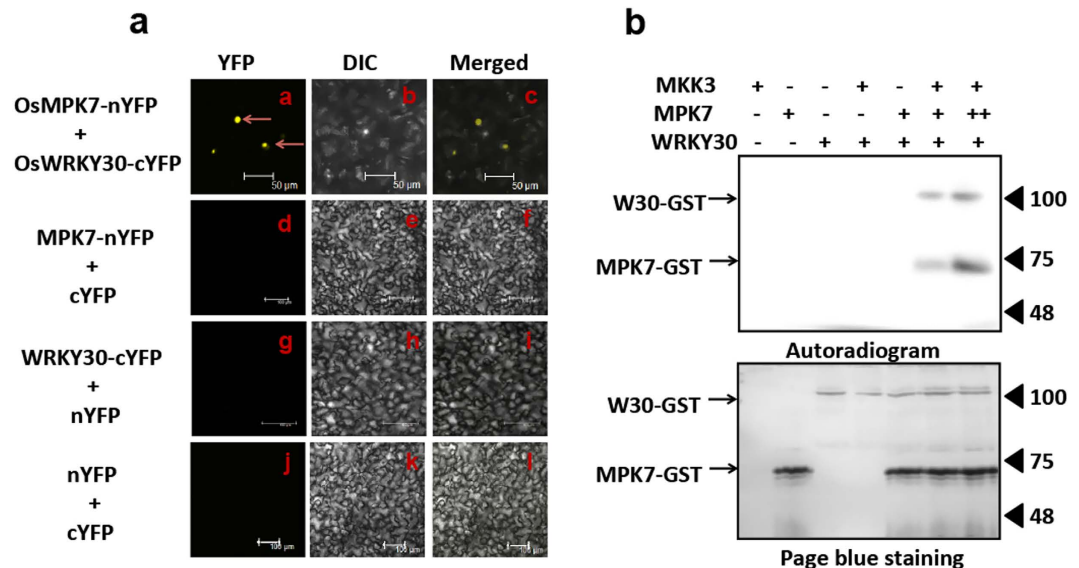 a
b
YFP DIC Merged
OsMPK7-nYFP
+
OsWRKY30-cYFP
a b c
50 µm 50 µm 50 µm
MPK7-nYFP
+
cYFP
d e f
WRKY30-cYFP
+
nYFP
g h i
nYFP
+
cYFP
j k l
100 µm 100 µm 100 µm
MKK3 + - - + - + +
MPK7 - + - - + + ++
WRKY30 - - + + + + +
W30-GST
MPK7-GST
100
75
48
Autoradiogram
W30-GST
MPK7-GST
100
75
48
Page blue staining